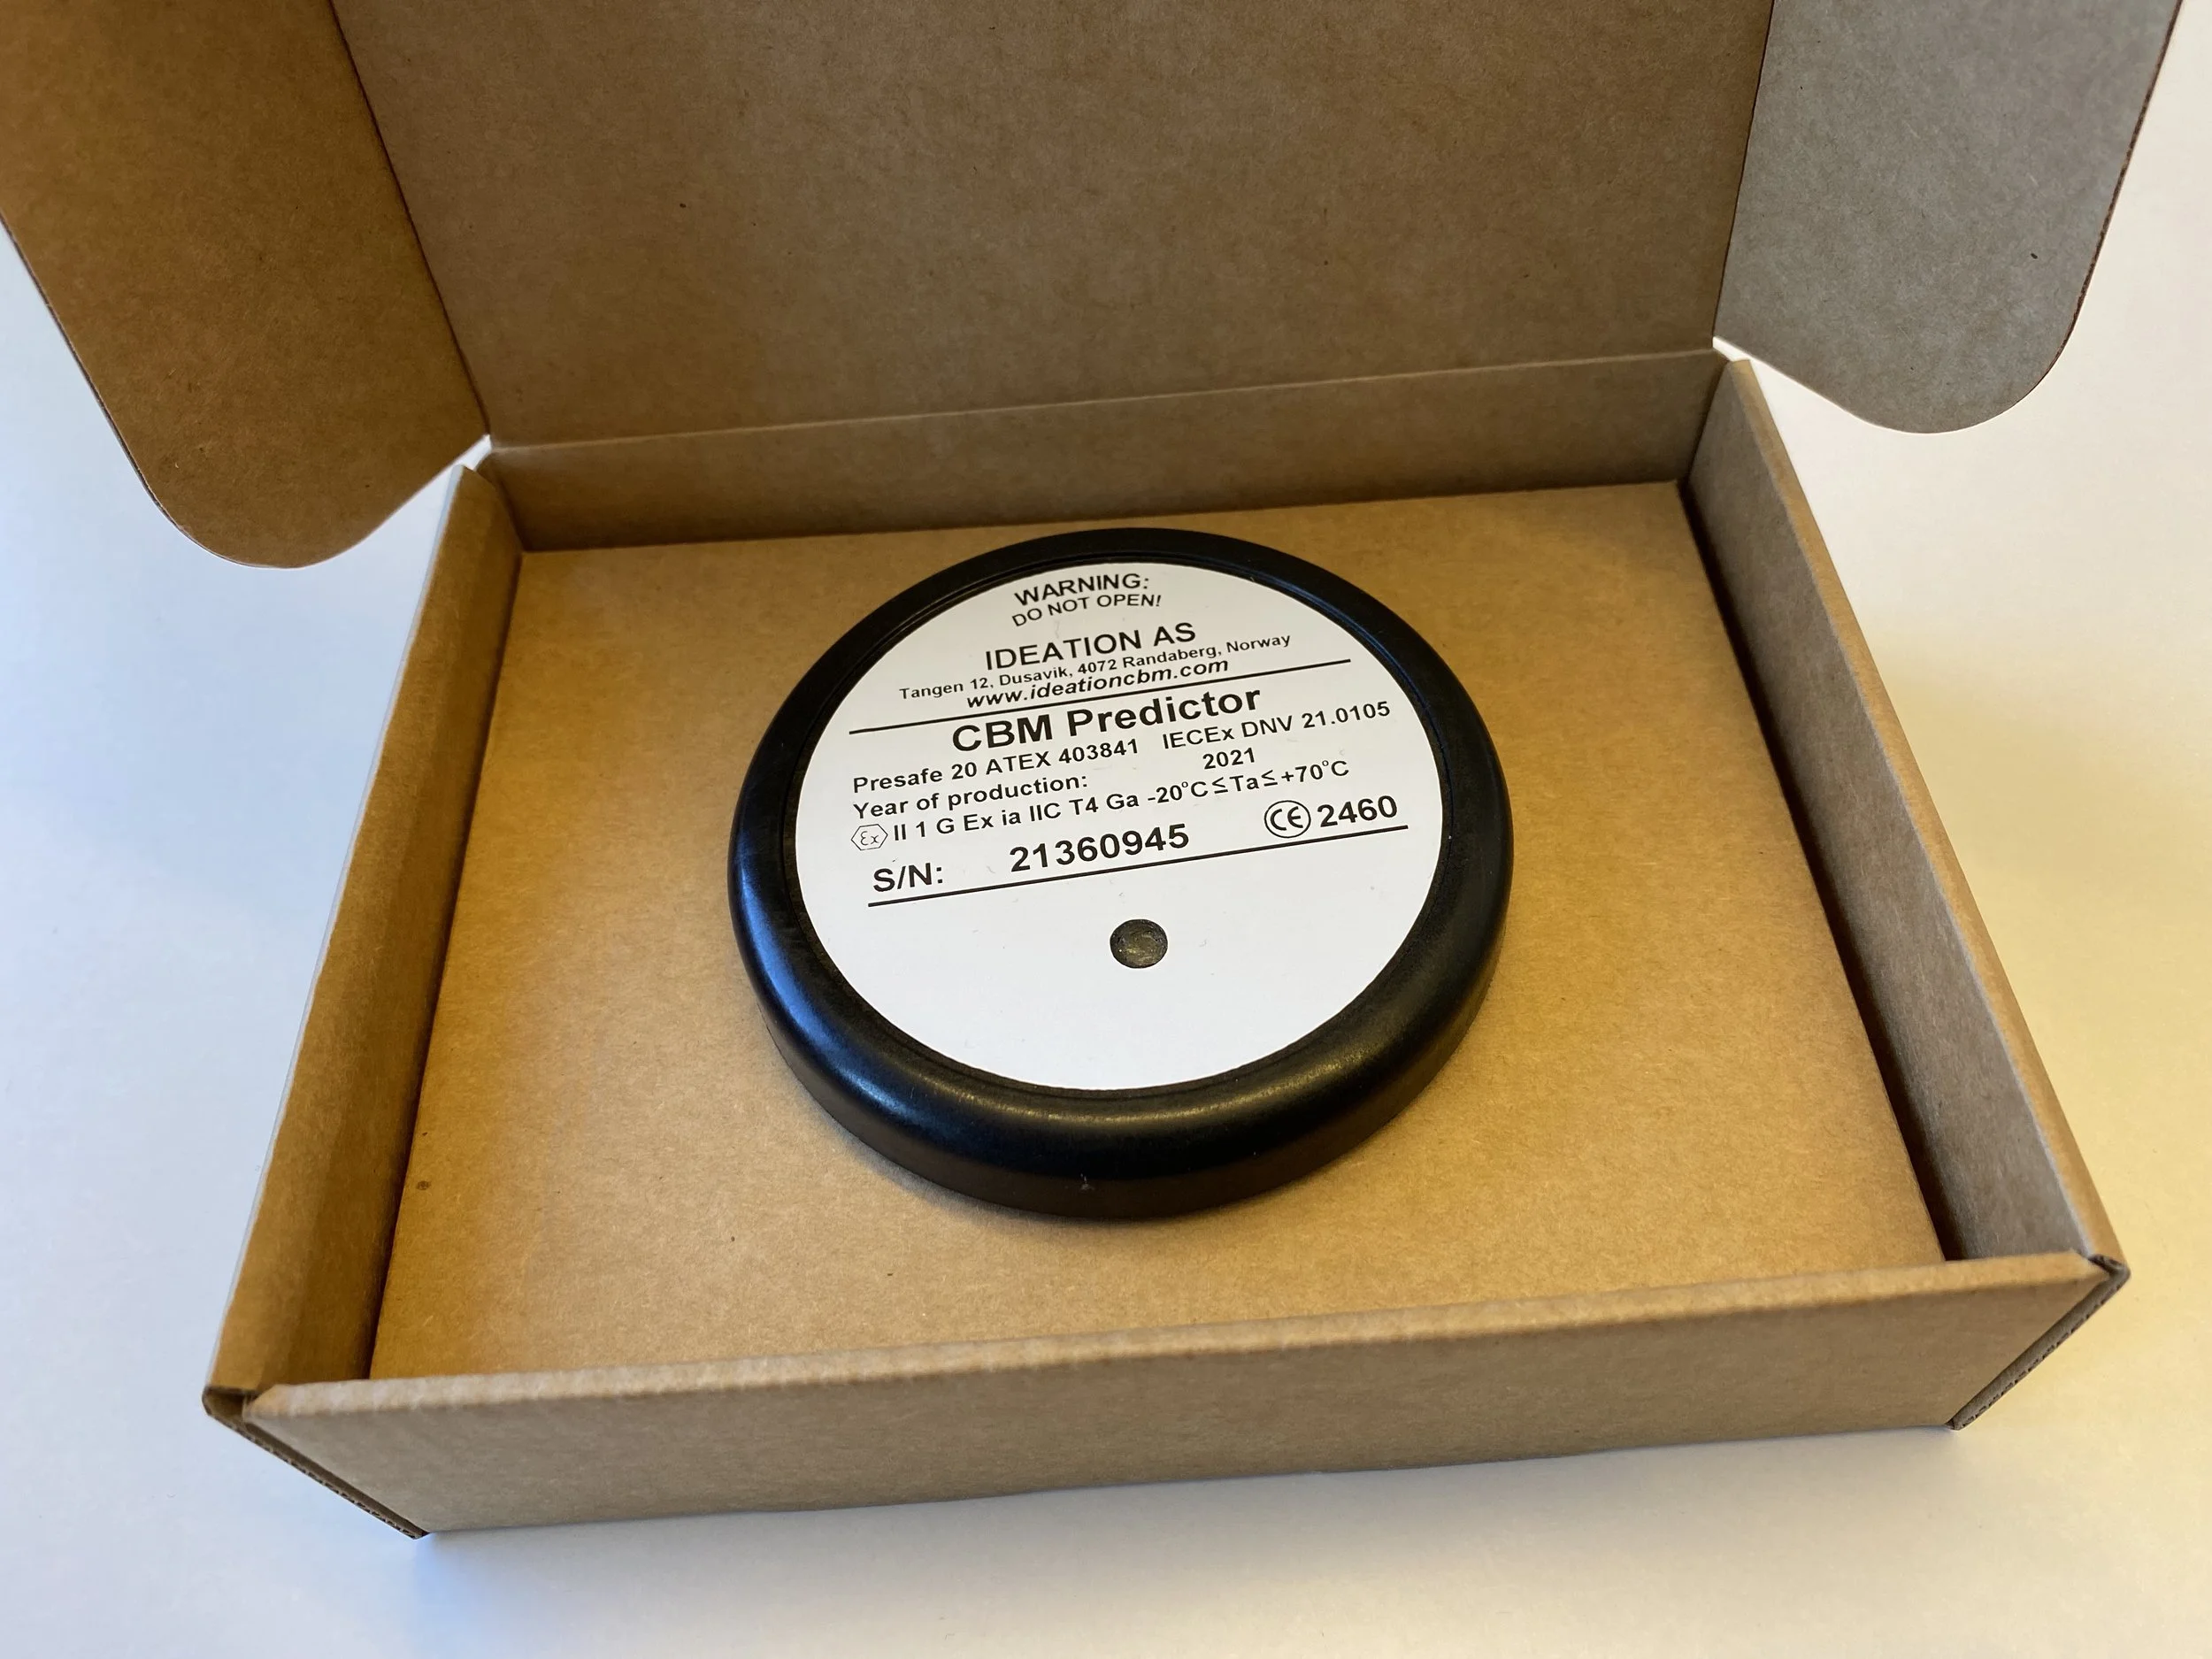 WARNING:
DO NOT OPEN!
IDEATION AS
Tangen 12, Dusavik, 4072 Randaberg, Norway
www.ideationcbm.com
CBM Predictor
Presafe 20 ATEX 403841 IECEx DNV 21.0105
Year of production: 2021
Ex II 1 G Ex ia IIC T4 Ga -20°C≤Ta≤+70°C
S/N: 21360945 CE 2460